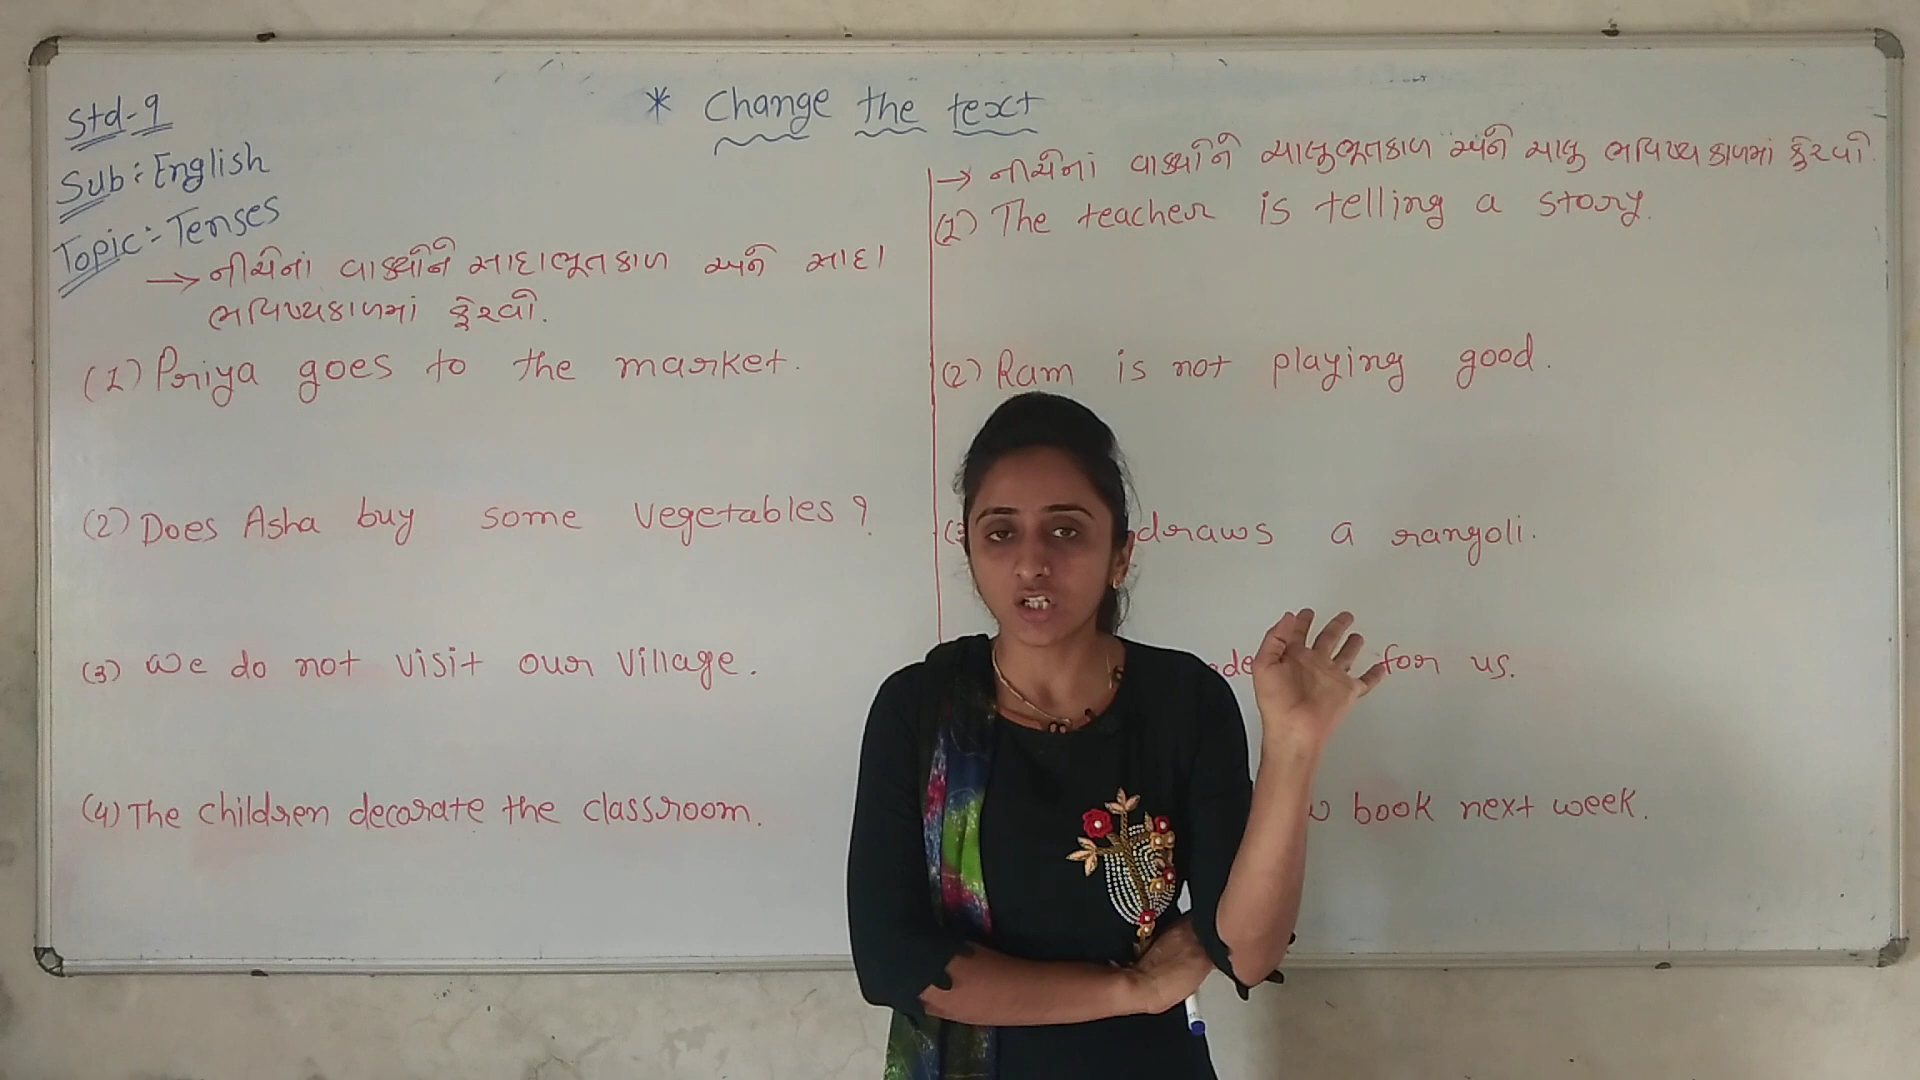 * Change the text
Std-9
Sub: English
Topic:- Tenses
→ નીચેનાં વાક્યોને સાદાભૂતકાળ અને સાદા
ભવિષ્યકાળમાં ફેરવો.
(1) Priya goes to the market.
(2) Does Asha buy some vegetables?
(3) We do not visit our village.
(4) The children decorate the classroom.
→ નીચેનાં વાક્યોને ચાલુભૂતકાળ અને ચાલુ ભવિષ્યકાળમાં ફેરવો
(1) The teacher is telling a story.
(2) Ram is not playing good.
draws a rangoli.
for us.
book next week.